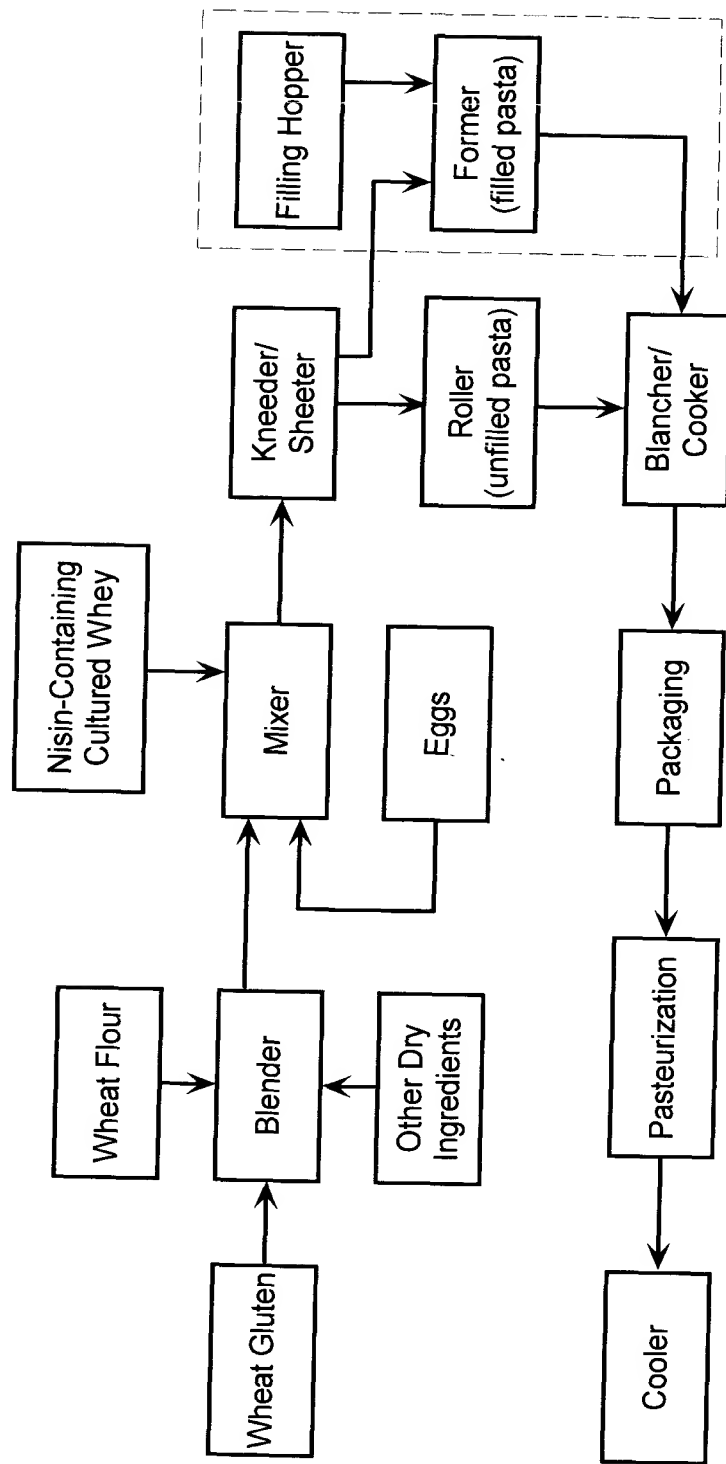 Wheat Gluten
Wheat Flour
Blender
Other Dry
Ingredients
Nisin-Containing
Cultured Whey
Mixer
Eggs
Kneeder/
Sheeter
Filling Hopper
Roller
(unfilled pasta)
Former
(filled pasta)
Blancher/
Cooker
Packaging
Pasteurization
Cooler